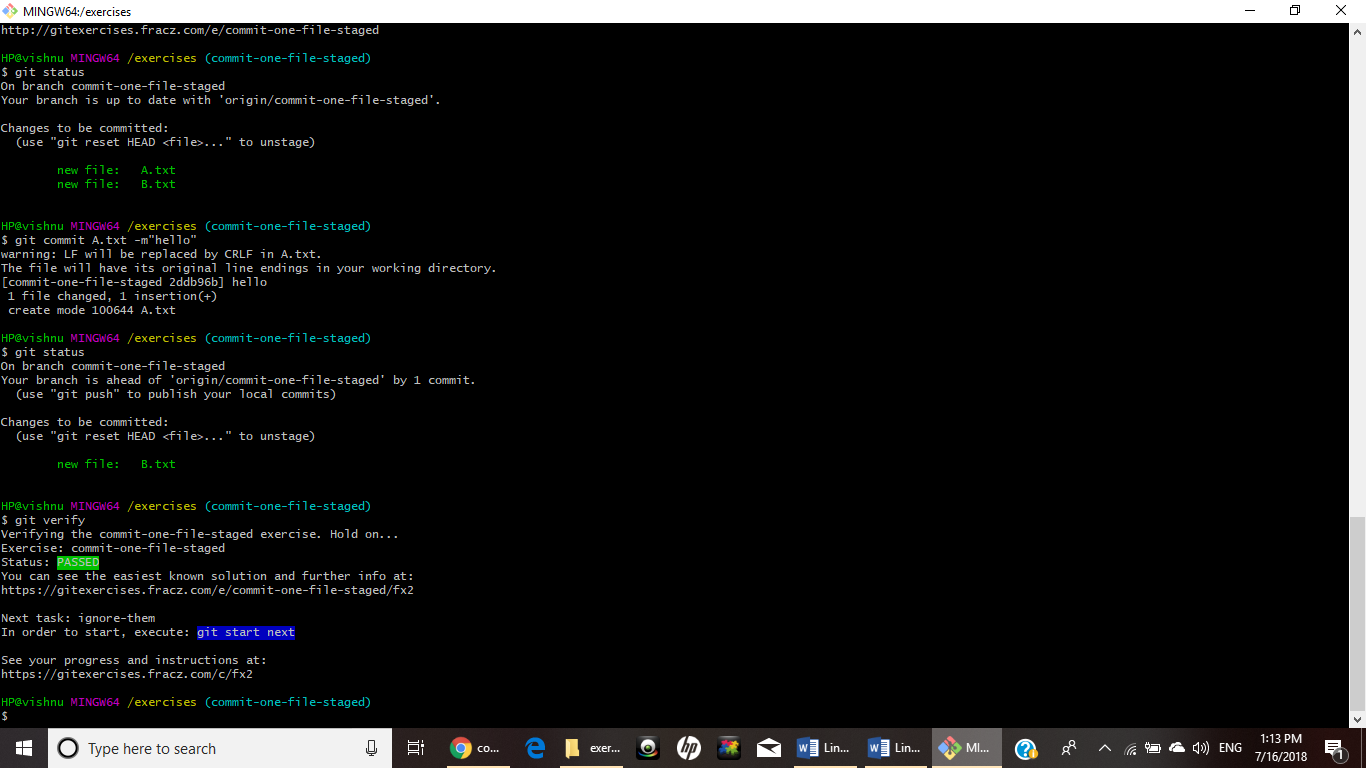 MINGW64:/exercises
http://gitexercises.fracz.com/e/commit-one-file-staged
HP@vishnu MINGW64 /exercises (commit-one-file-staged)
$ git status
On branch commit-one-file-staged
Your branch is up to date with 'origin/commit-one-file-staged'.
Changes to be committed:
(use "git reset HEAD <file>..." to unstage)
new file:   A.txt
new file:   B.txt
HP@vishnu MINGW64 /exercises (commit-one-file-staged)
$ git commit A.txt -m"hello"
warning: LF will be replaced by CRLF in A.txt.
The file will have its original line endings in your working directory.
[commit-one-file-staged 2ddb96b] hello
1 file changed, 1 insertion(+)
create mode 100644 A.txt
HP@vishnu MINGW64 /exercises (commit-one-file-staged)
$ git status
On branch commit-one-file-staged
Your branch is ahead of 'origin/commit-one-file-staged' by 1 commit.
(use "git push" to publish your local commits)
Changes to be committed:
(use "git reset HEAD <file>..." to unstage)
new file:   B.txt
HP@vishnu MINGW64 /exercises (commit-one-file-staged)
$ git verify
Verifying the commit-one-file-staged exercise. Hold on...
Exercise: commit-one-file-staged
Status: PASSED
You can see the easiest known solution and further info at:
https://gitexercises.fracz.com/e/commit-one-file-staged/fx2
Next task: ignore-them
In order to start, execute: git start next
See your progress and instructions at:
https://gitexercises.fracz.com/c/fx2
HP@vishnu MINGW64 /exercises (commit-one-file-staged)
$
Type here to search
co...
exer...
hp
Lin...
Lin...
MI...
ENG
1:13 PM
7/16/2018
1